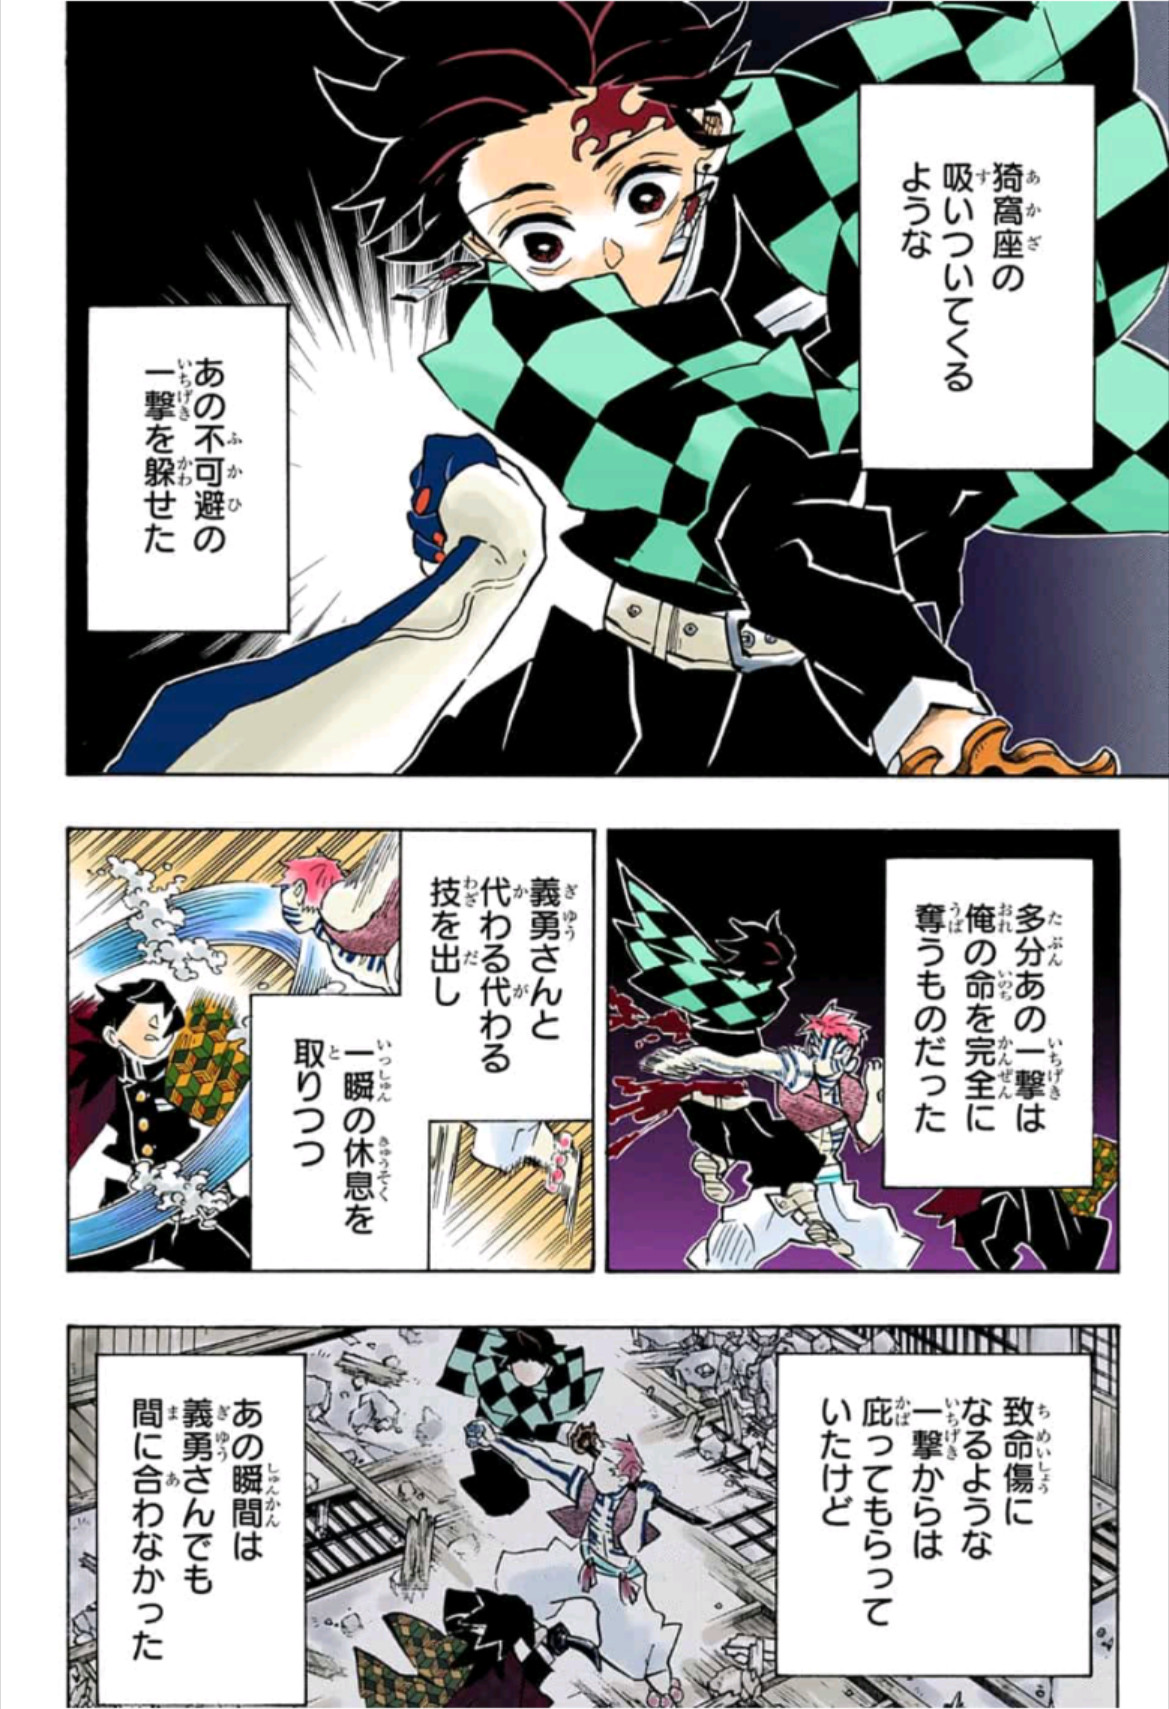 猗窩座の
吸いついてくる
ような
あの不可避の
一撃を躱せた
多分あの一撃は
俺の命を完全に
奪うものだった
義勇さんと
代わる代わる
技を出し
一瞬の休息を
取りつつ
致命傷に
なるような
一撃からは
庇ってもらって
いたけど
あの瞬間は
義勇さんでも
間に合わなかった